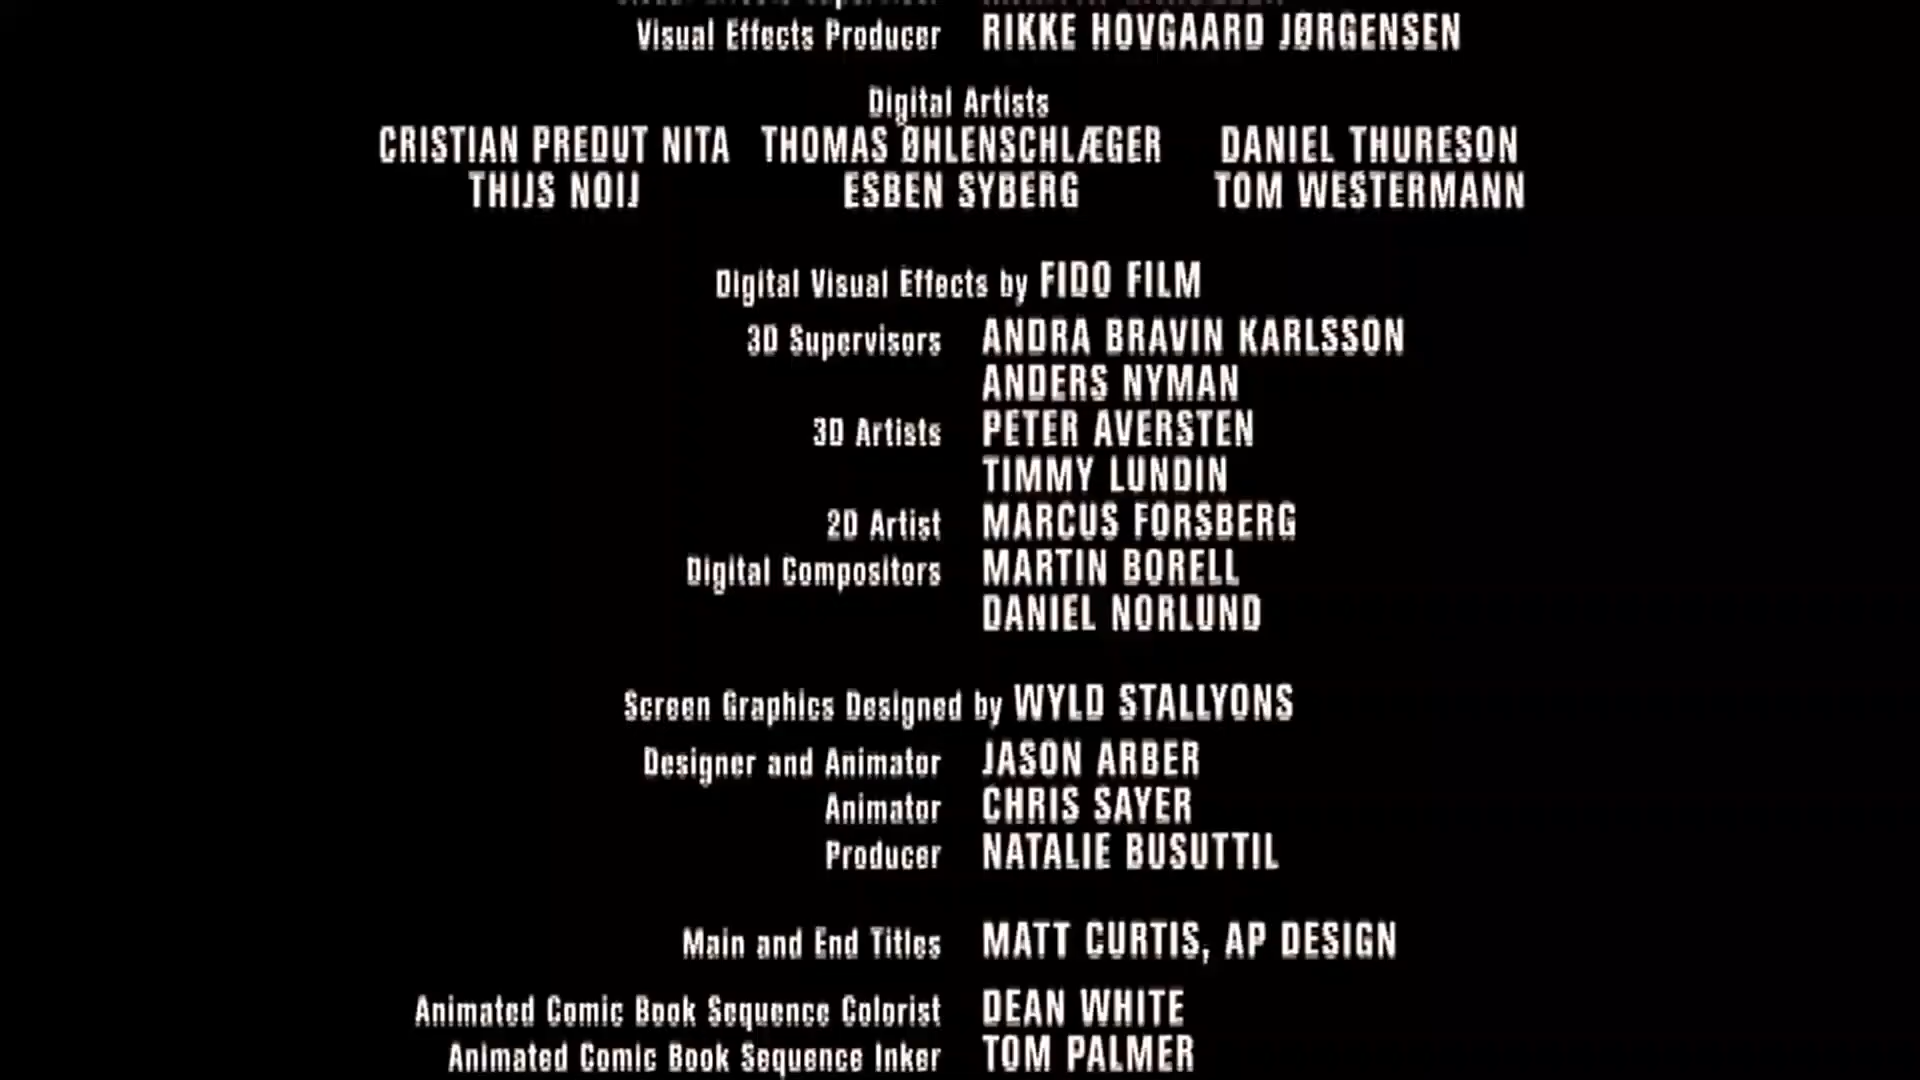 Visual Effects Producer RIKKE HOVGAARD JØRGENSEN
Digital Artists
CRISTIAN PREDUT NITA THOMAS ØHLENSCHLÆGER DANIEL THURESON
THIJS NOIJ ESBEN SYBERG TOM WESTERMANN
Digital Visual Effects by FIDO FILM
3D Supervisors ANDRA BRAVIN KARLSSON
ANDERS NYMAN
3D Artists PETER AVERSTEN
TIMMY LUNDIN
2D Artist MARCUS FORSBERG
Digital Compositors MARTIN BORELL
DANIEL NORLUND
Screen Graphics Designed by WYLD STALLYONS
Designer and Animator JASON ARBER
Animator CHRIS SAYER
Producer NATALIE BUSUTTIL
Main and End Titles MATT CURTIS, AP DESIGN
Animated Comic Book Sequence Colorist DEAN WHITE
Animated Comic Book Sequence Inker TOM PALMER